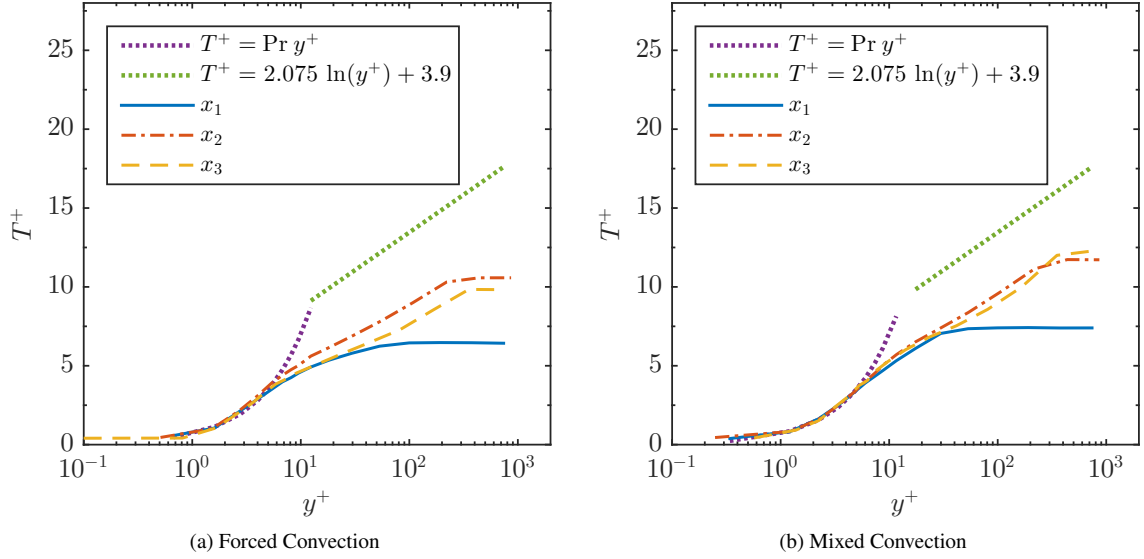 25
20
15
10
5
0
T⁺
T⁺ = Pr y⁺
T⁺ = 2.075 ln(y⁺) + 3.9
x₁
x₂
x₃
10⁻¹ 10⁰ 10¹ 10² 10³
y⁺
(a) Forced Convection
25
20
15
10
5
0
T⁺
T⁺ = Pr y⁺
T⁺ = 2.075 ln(y⁺) + 3.9
x₁
x₂
x₃
10⁻¹ 10⁰ 10¹ 10² 10³
y⁺
(b) Mixed Convection